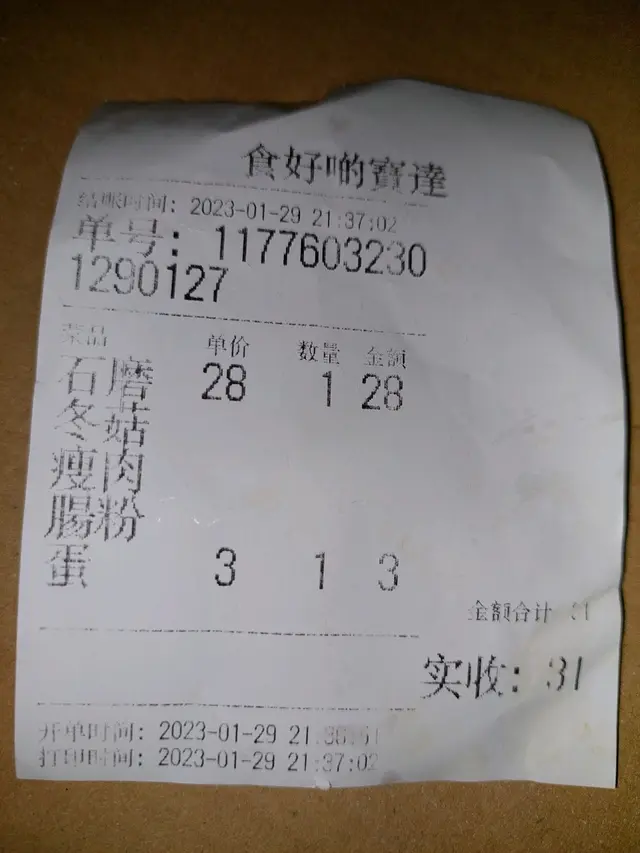 食好啲寶達
结账时间: 2023-01-29 21:37:02
单号: 1177603230
1290127
菜品 单价 数量 金额
石磨 28 1 28
冬菇
瘦肉
腸粉
蛋 3 1 3
金额合计 31
实收: 31
开单时间: 2023-01-29
打印时间: 2023-01-29 21:37:02